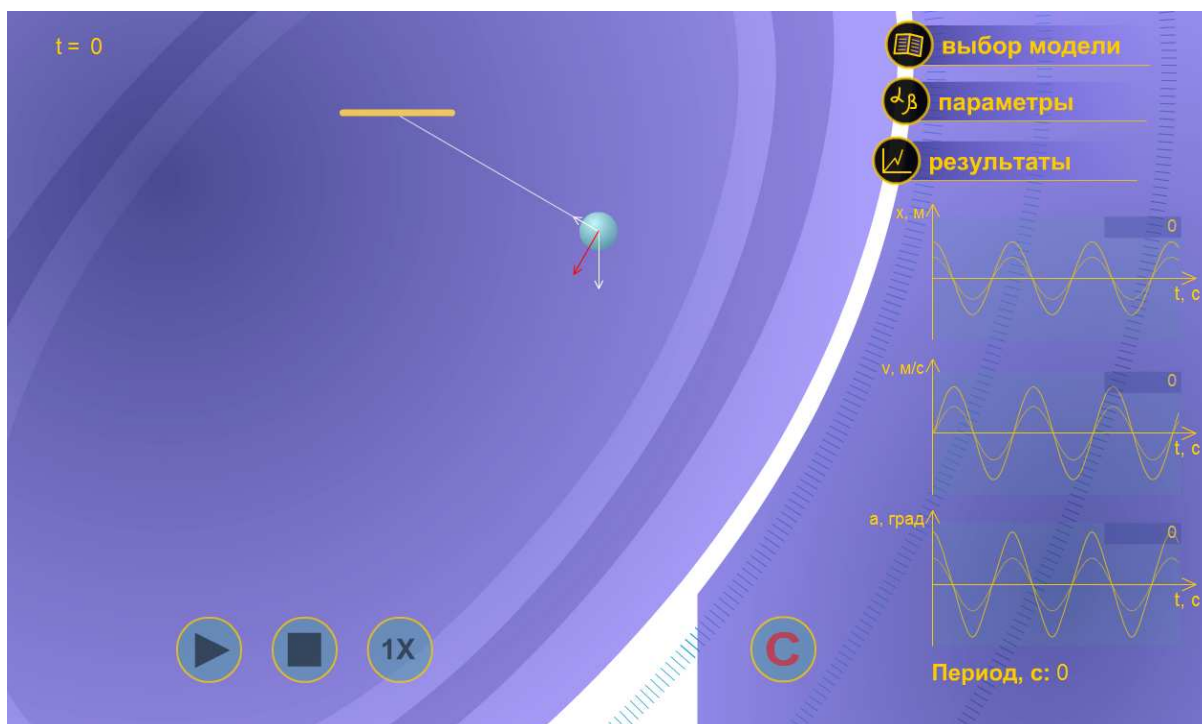 t = 0
выбор модели
параметры
результаты
x, м
0
t, с
v, м/с
0
t, с
a, град
0
t, с
1X
C
Период, с: 0